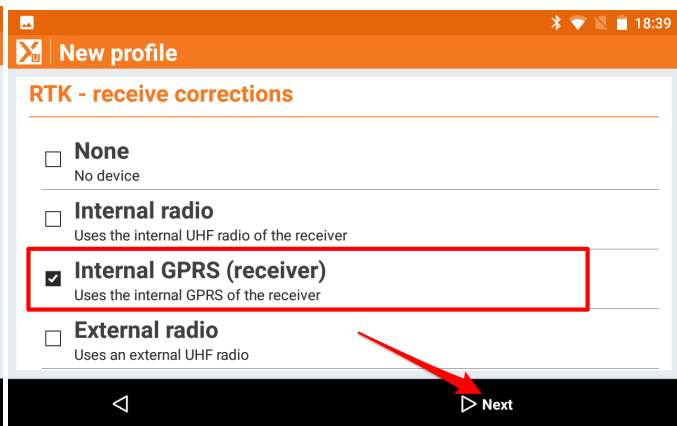 18:39
Xu New profile
RTK - receive corrections
None
No device
Internal radio
Uses the internal UHF radio of the receiver
Internal GPRS (receiver)
Uses the internal GPRS of the receiver
External radio
Uses an external UHF radio
Next